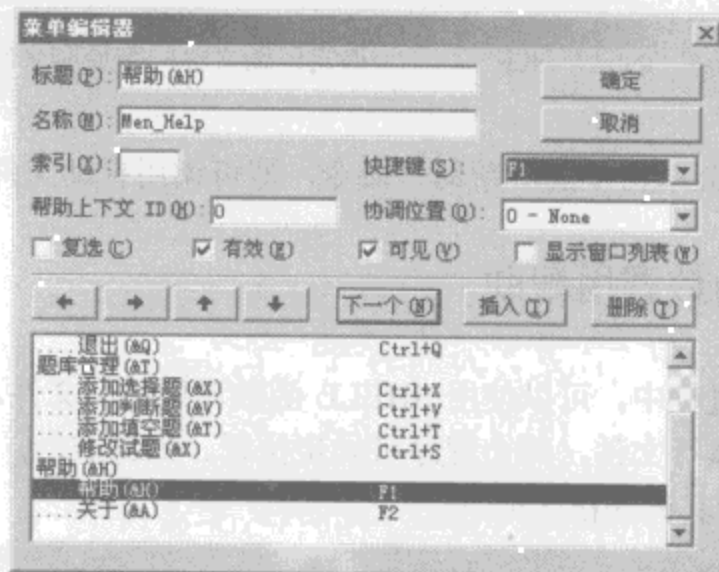 菜单编辑器
标题(P): 帮助(&H) 确定
名称(M): Men_Help 取消
索引(X): 快捷键(S): F1
帮助上下文 ID(H): 0 协调位置(O): 0 - None
复选(C) 有效(E) 可见(V) 显示窗口列表(W)
下一个(N) 插入(I) 删除(T)
....退出(&Q) Ctrl+Q
题库管理(&T)
....添加选择题(&X) Ctrl+X
....添加判断题(&V) Ctrl+V
....添加填空题(&T) Ctrl+T
....修改试题(&X) Ctrl+S
帮助(&H)
....帮助(&H) F1
....关于(&A) F2